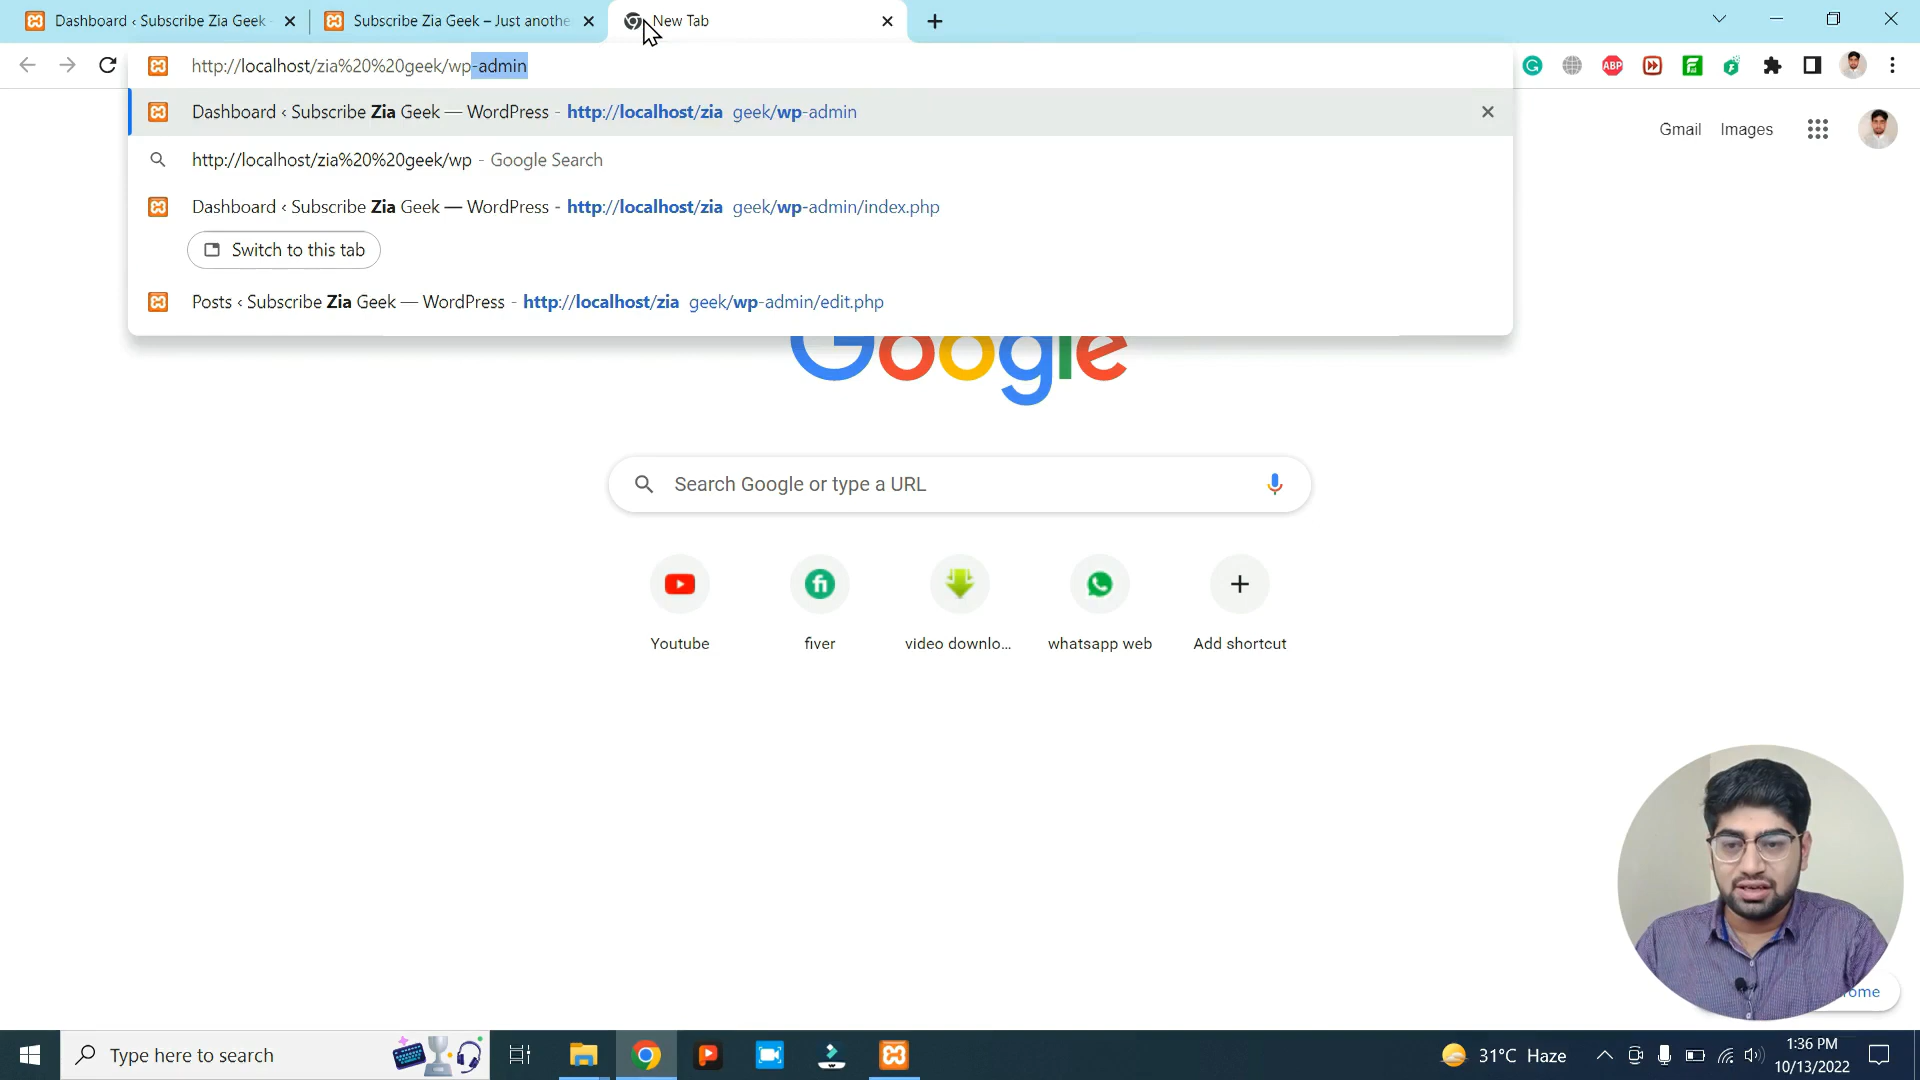 Dashboard ‹ Subscribe Zia Geek
Subscribe Zia Geek – Just anothe
New Tab
http://localhost/zia%20%20geek/wp-admin
Dashboard ‹ Subscribe Zia Geek — WordPress - http://localhost/zia  geek/wp-admin
http://localhost/zia%20%20geek/wp - Google Search
Dashboard ‹ Subscribe Zia Geek — WordPress - http://localhost/zia  geek/wp-admin/index.php
Switch to this tab
Posts ‹ Subscribe Zia Geek — WordPress - http://localhost/zia  geek/wp-admin/edit.php
ABP
Gmail
Images
Google
Search Google or type a URL
Youtube
fiver
video downlo...
whatsapp web
Add shortcut
ome
Type here to search
31°C Haze
1:36 PM
10/13/2022